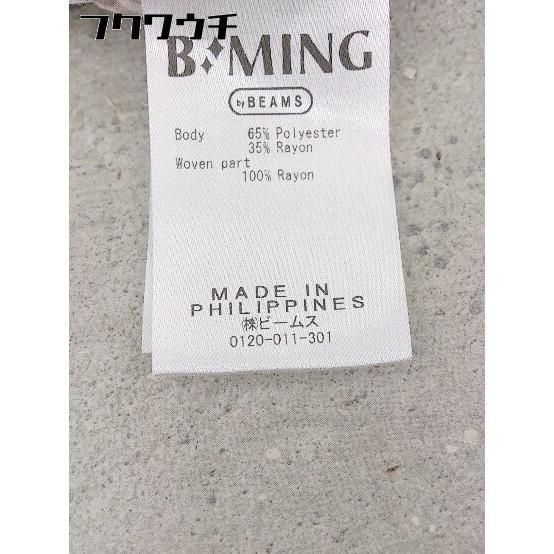 フクウウチ
B✦MING
by BEAMS
Body 65% Polyester
35% Rayon
Woven part
100% Rayon
MADE IN
PHILIPPINES
㈱ビームス
0120-011-301